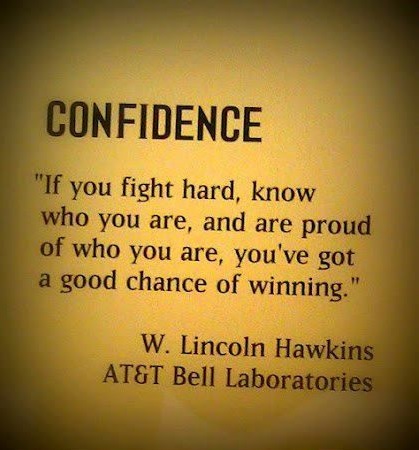 CONFIDENCE
"If you fight hard, know
who you are, and are proud
of who you are, you've got
a good chance of winning."
W. Lincoln Hawkins
AT&T Bell Laboratories